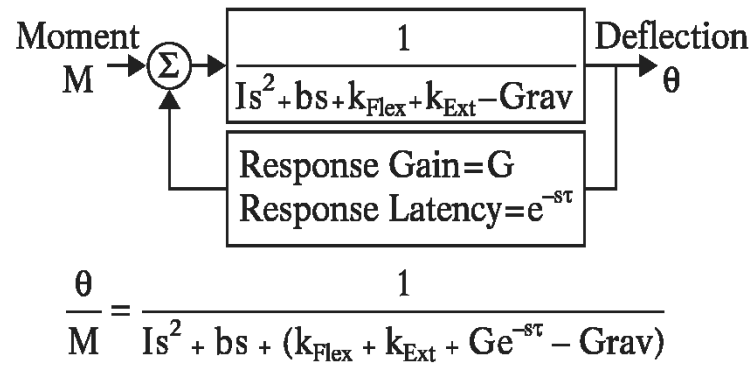 Moment
M
Σ
1
Is²+bs+k_Flex+k_Ext−Grav
Deflection
θ
Response Gain=G
Response Latency=e^−sτ
θ/M = 1/(Is² + bs + (k_Flex + k_Ext + Ge^−sτ − Grav))